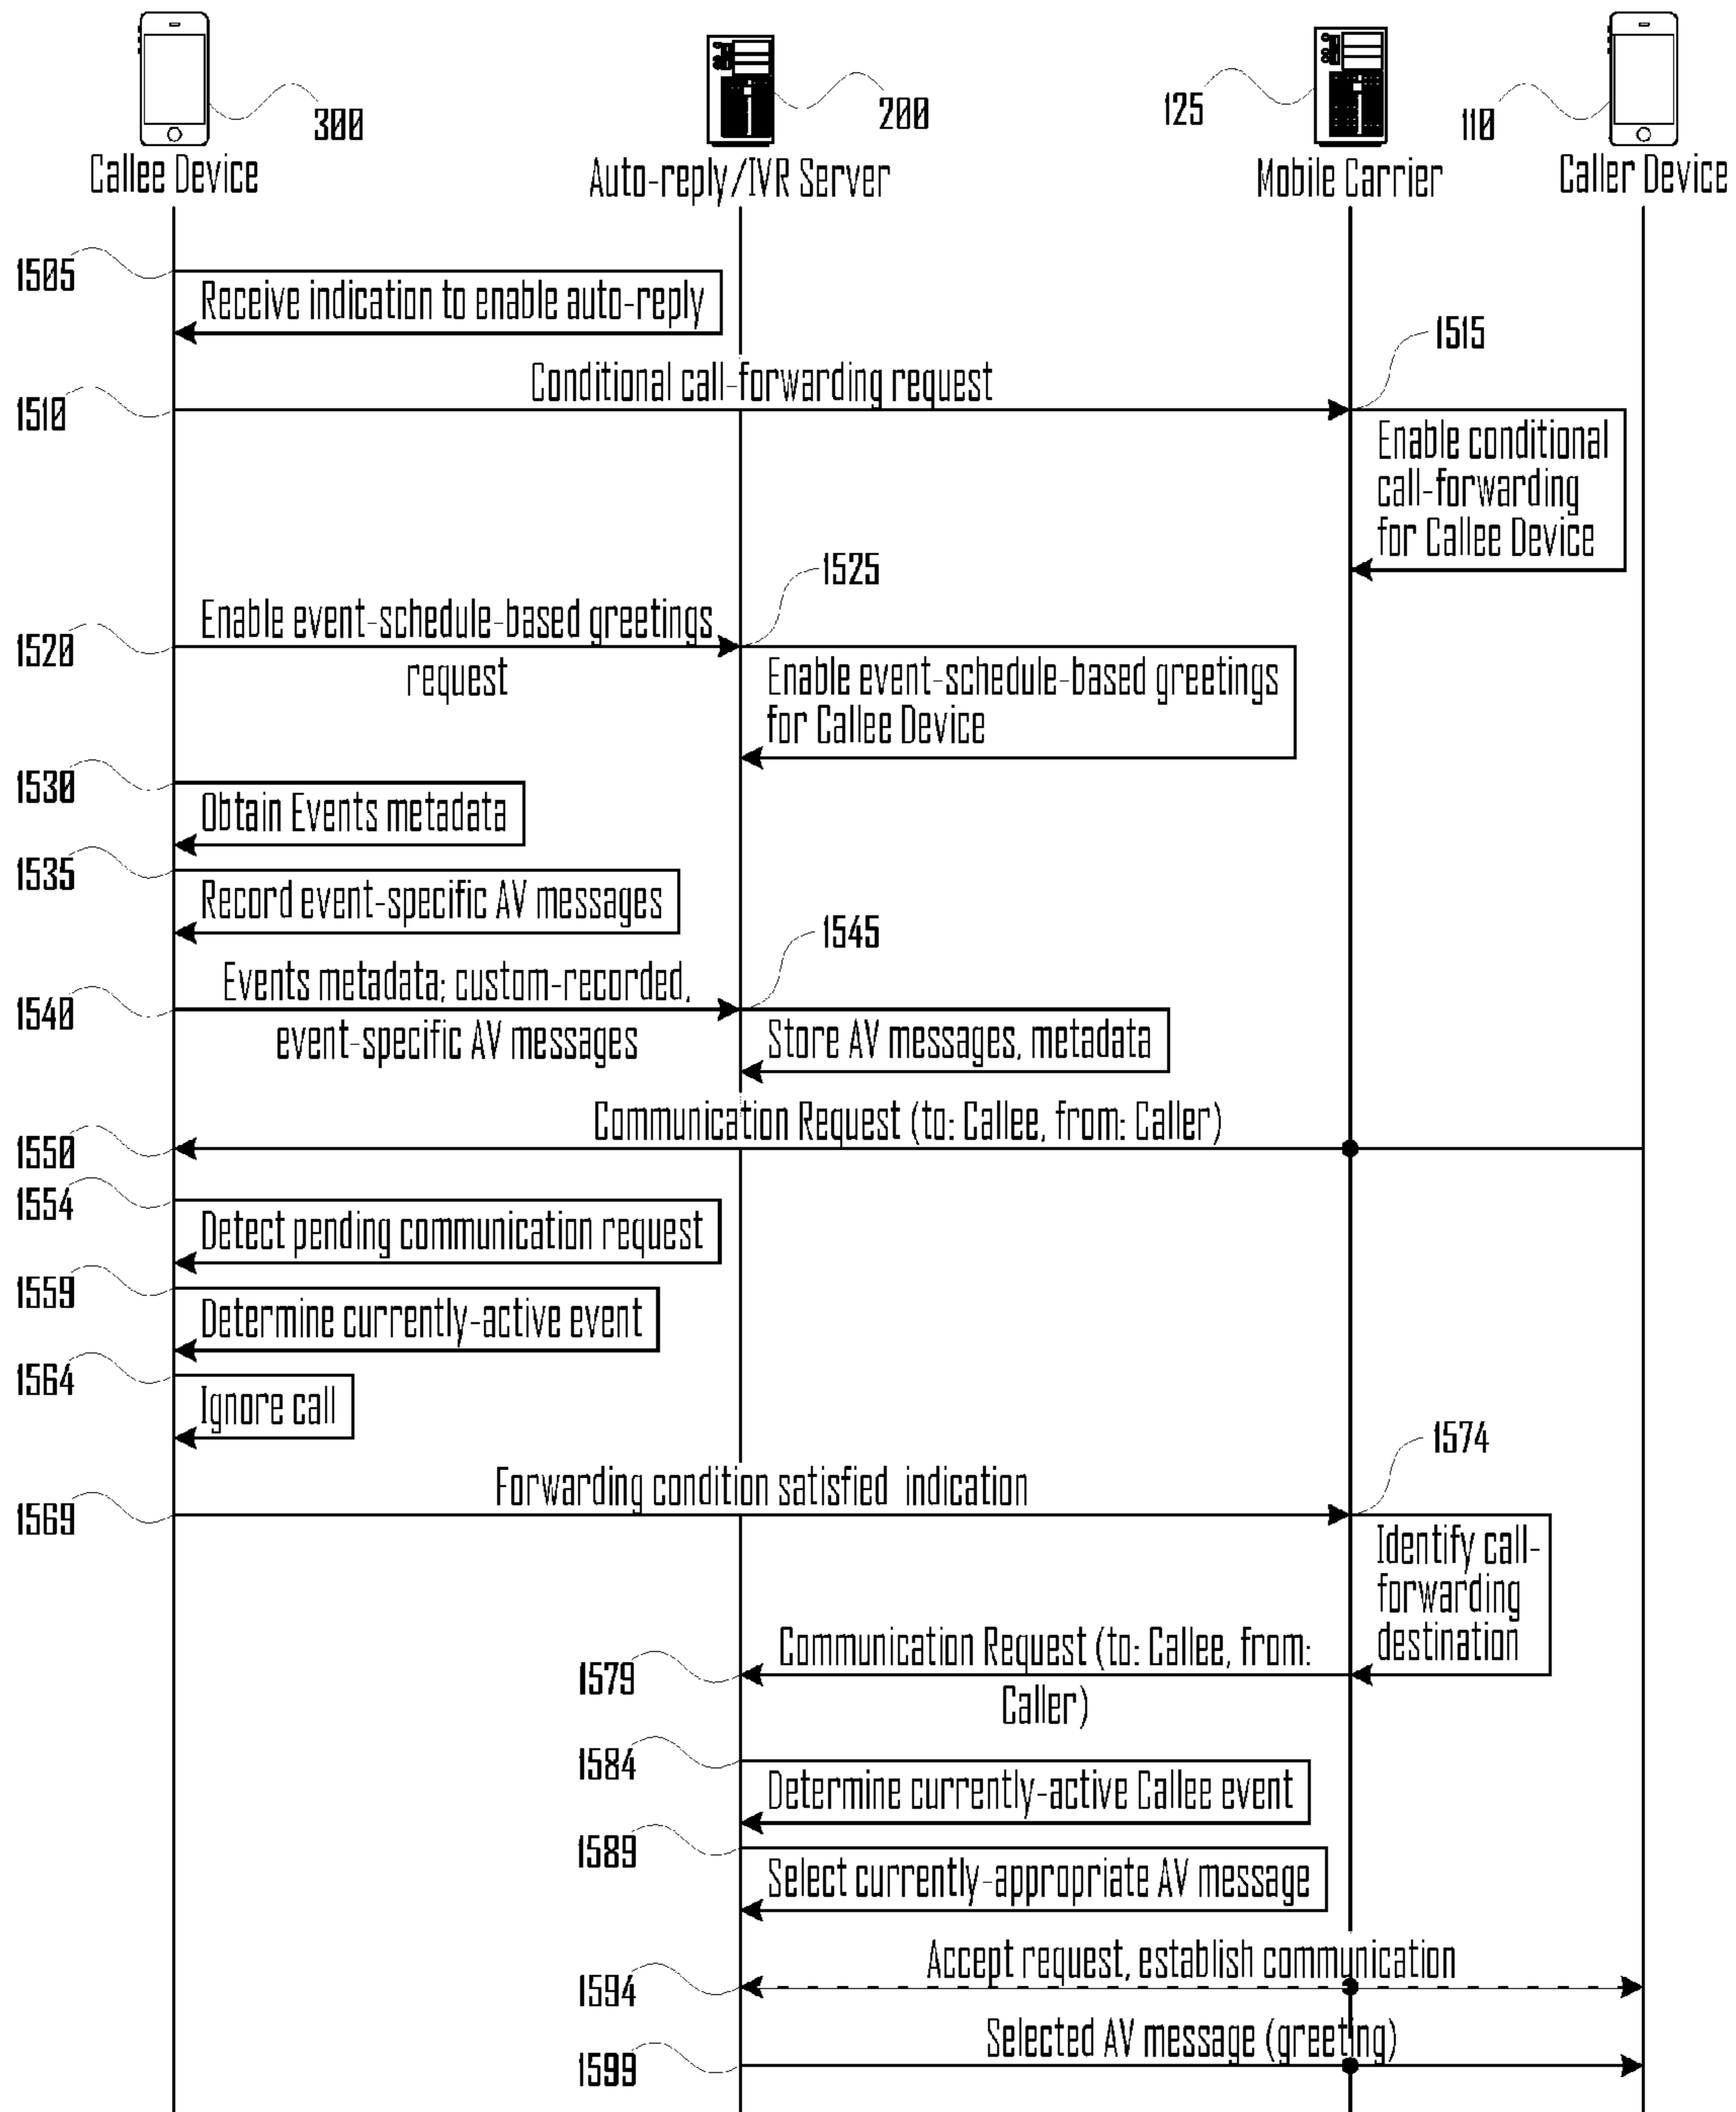 300
200
125
110
Callee Device
Auto-reply/IVR Server
Mobile Carrier
Caller Device
1505
Receive indication to enable auto-reply
1515
Conditional call-forwarding request
1510
Enable conditional
call-forwarding
for Callee Device
1525
Enable event-schedule-based greetings
request
1520
Enable event-schedule-based greetings
for Callee Device
1530
Obtain Events metadata
1535
Record event-specific AV messages
1545
Events metadata; custom-recorded,
event-specific AV messages
1540
Store AV messages, metadata
Communication Request (to: Callee, from: Caller)
1550
1554
Detect pending communication request
1559
Determine currently-active event
1564
Ignore call
1574
Forwarding condition satisfied indication
1569
Identify call-
forwarding
destination
Communication Request (to: Callee, from:
Caller)
1579
1584
Determine currently-active Callee event
1589
Select currently-appropriate AV message
Accept request, establish communication
1594
Selected AV message (greeting)
1599